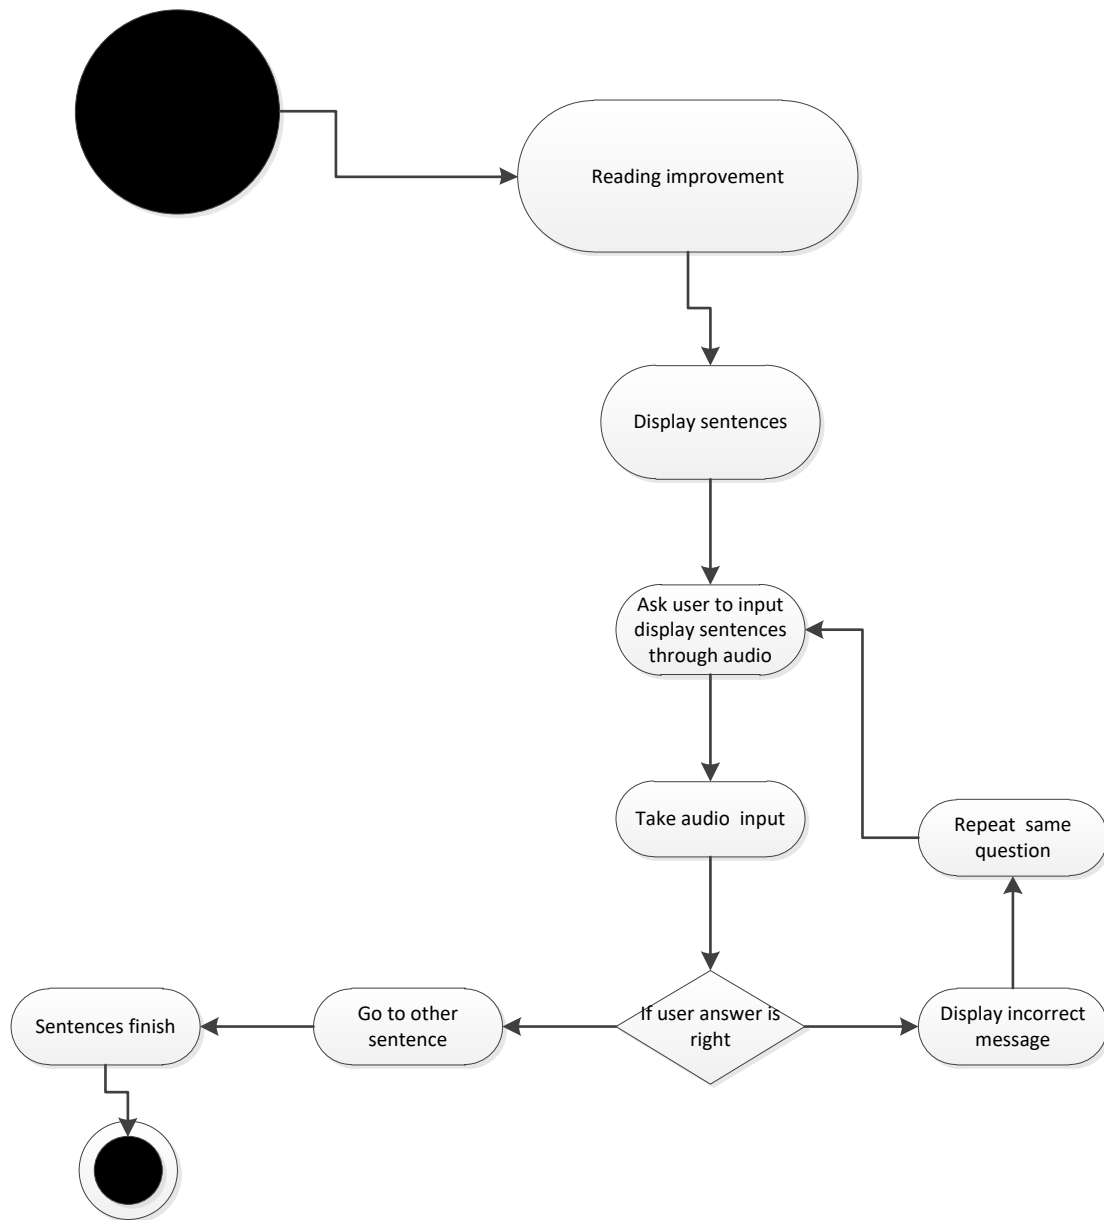 Reading improvement
Display sentences
Ask user to input
display sentences
through audio
Take audio  input
Repeat  same
question
If user answer is
right
Display incorrect
message
Go to other
sentence
Sentences finish